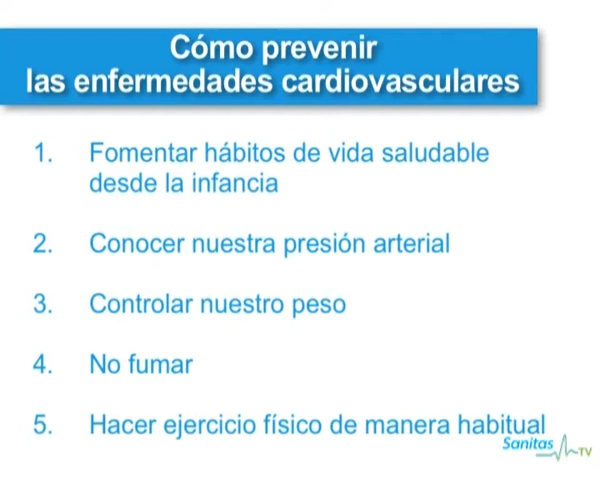 Cómo prevenir
las enfermedades cardiovasculares
1. Fomentar hábitos de vida saludable
desde la infancia
2. Conocer nuestra presión arterial
3. Controlar nuestro peso
4. No fumar
5. Hacer ejercicio físico de manera habitual
Sanitas TV